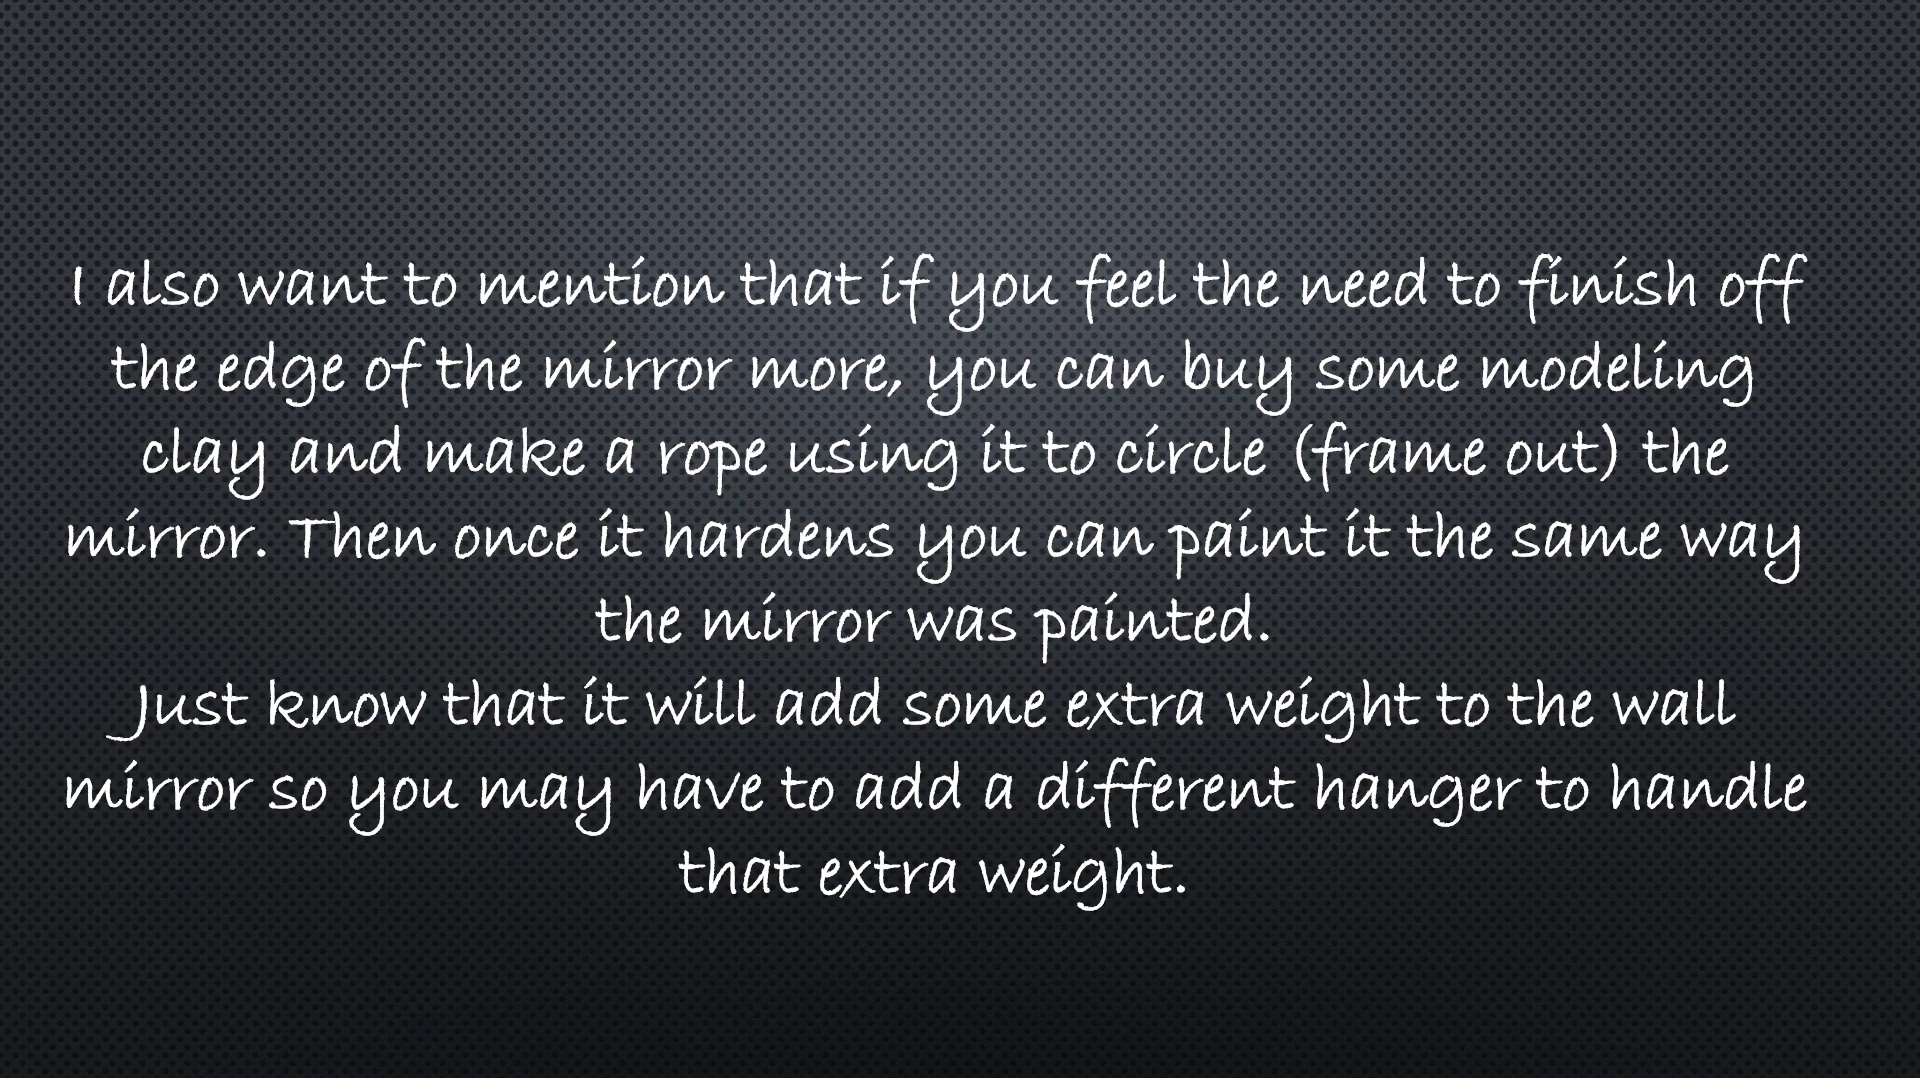 I also want to mention that if you feel the need to finish off
the edge of the mirror more, you can buy some modeling
clay and make a rope using it to circle (frame out) the
mirror. Then once it hardens you can paint it the same way
the mirror was painted.
Just know that it will add some extra weight to the wall
mirror so you may have to add a different hanger to handle
that extra weight.